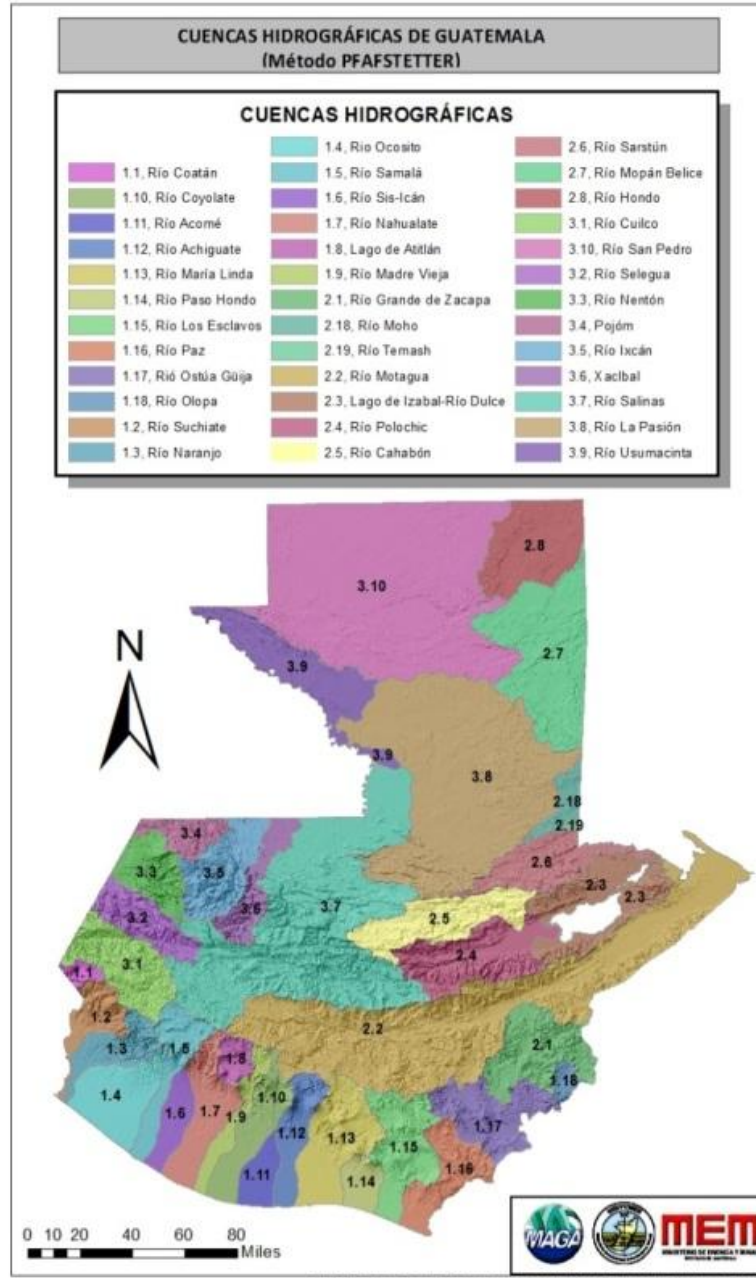 CUENCAS HIDROGRÁFICAS DE GUATEMALA
(Método PFAFSTETTER)
CUENCAS HIDROGRÁFICAS
1.1, Río Coatán
1.10, Río Coyolate
1.11, Río Acomé
1.12, Río Achiguate
1.13, Río María Linda
1.14, Río Paso Hondo
1.15, Río Los Esclavos
1.16, Río Paz
1.17, Rió Ostúa Güija
1.18, Río Olopa
1.2, Río Suchiate
1.3, Río Naranjo
1.4, Rio Ocosito
1.5, Río Samalá
1.6, Río Sis-Icán
1.7, Río Nahualate
1.8, Lago de Atitlán
1.9, Río Madre Vieja
2.1, Río Grande de Zacapa
2.18, Río Moho
2.19, Río Temash
2.2, Río Motagua
2.3, Lago de Izabal-Río Dulce
2.4, Río Polochic
2.5, Río Cahabón
2.6, Río Sarstún
2.7, Río Mopán Belice
2.8, Río Hondo
3.1, Río Cuilco
3.10, Río San Pedro
3.2, Río Selegua
3.3, Río Nentón
3.4, Pojóm
3.5, Río Ixcán
3.6, Xaclbal
3.7, Río Salinas
3.8, Río La Pasión
3.9, Río Usumacinta
2.8
3.10
2.7
N
3.9
3.9
3.8
2.18
2.19
3.4
3.3
3.5
2.6
2.3
3.6
3.7
2.3
3.2
2.5
3.1
2.4
1.1
1.2
2.2
1.3
1.5
2.1
1.8
1.18
1.4
1.10
1.6
1.7
1.9
1.12
1.13
1.17
1.15
1.16
1.11
1.14
0 10 20 40 60 80
Miles
MAGA
MEM
MINISTERIO DE ENERGIA Y MINAS